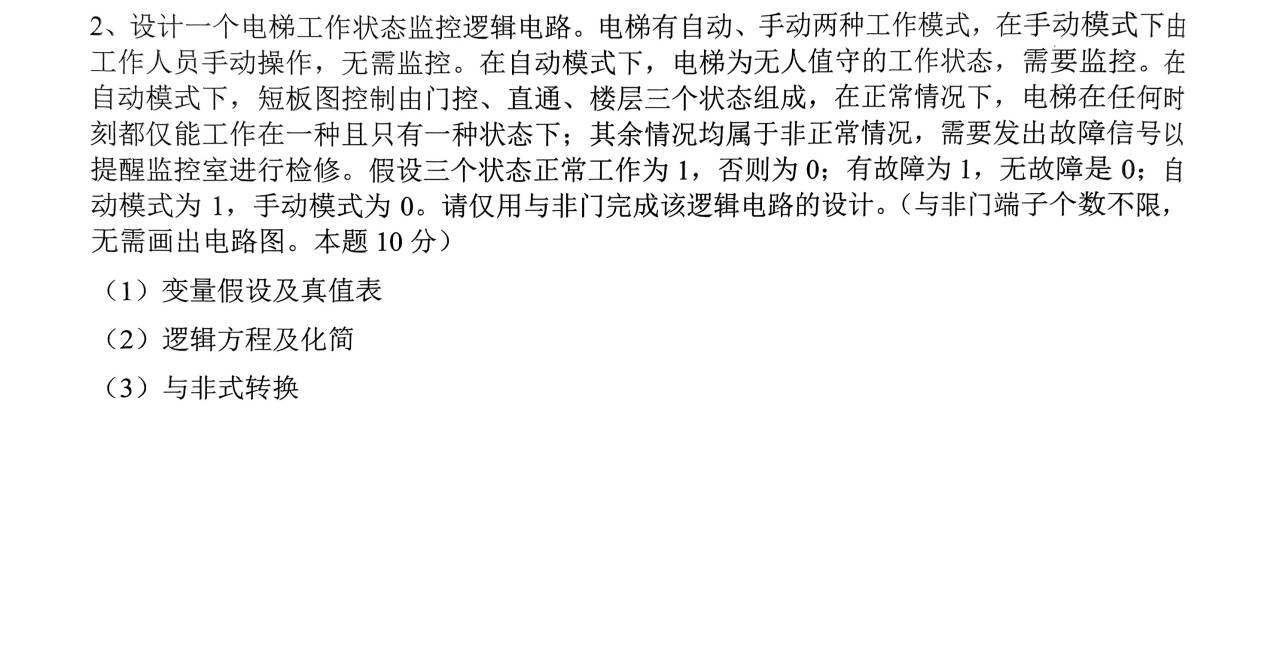 2、设计一个电梯工作状态监控逻辑电路。电梯有自动、手动两种工作模式，在手动模式下由
工作人员手动操作，无需监控。在自动模式下，电梯为无人值守的工作状态，需要监控。在
自动模式下，短板图控制由门控、直通、楼层三个状态组成，在正常情况下，电梯在任何时
刻都仅能工作在一种且只有一种状态下；其余情况均属于非正常情况，需要发出故障信号以
提醒监控室进行检修。假设三个状态正常工作为 1，否则为 0；有故障为 1，无故障是 0；自
动模式为 1，手动模式为 0。请仅用与非门完成该逻辑电路的设计。（与非门端子个数不限，
无需画出电路图。本题 10 分）
（1）变量假设及真值表
（2）逻辑方程及化简
（3）与非式转换